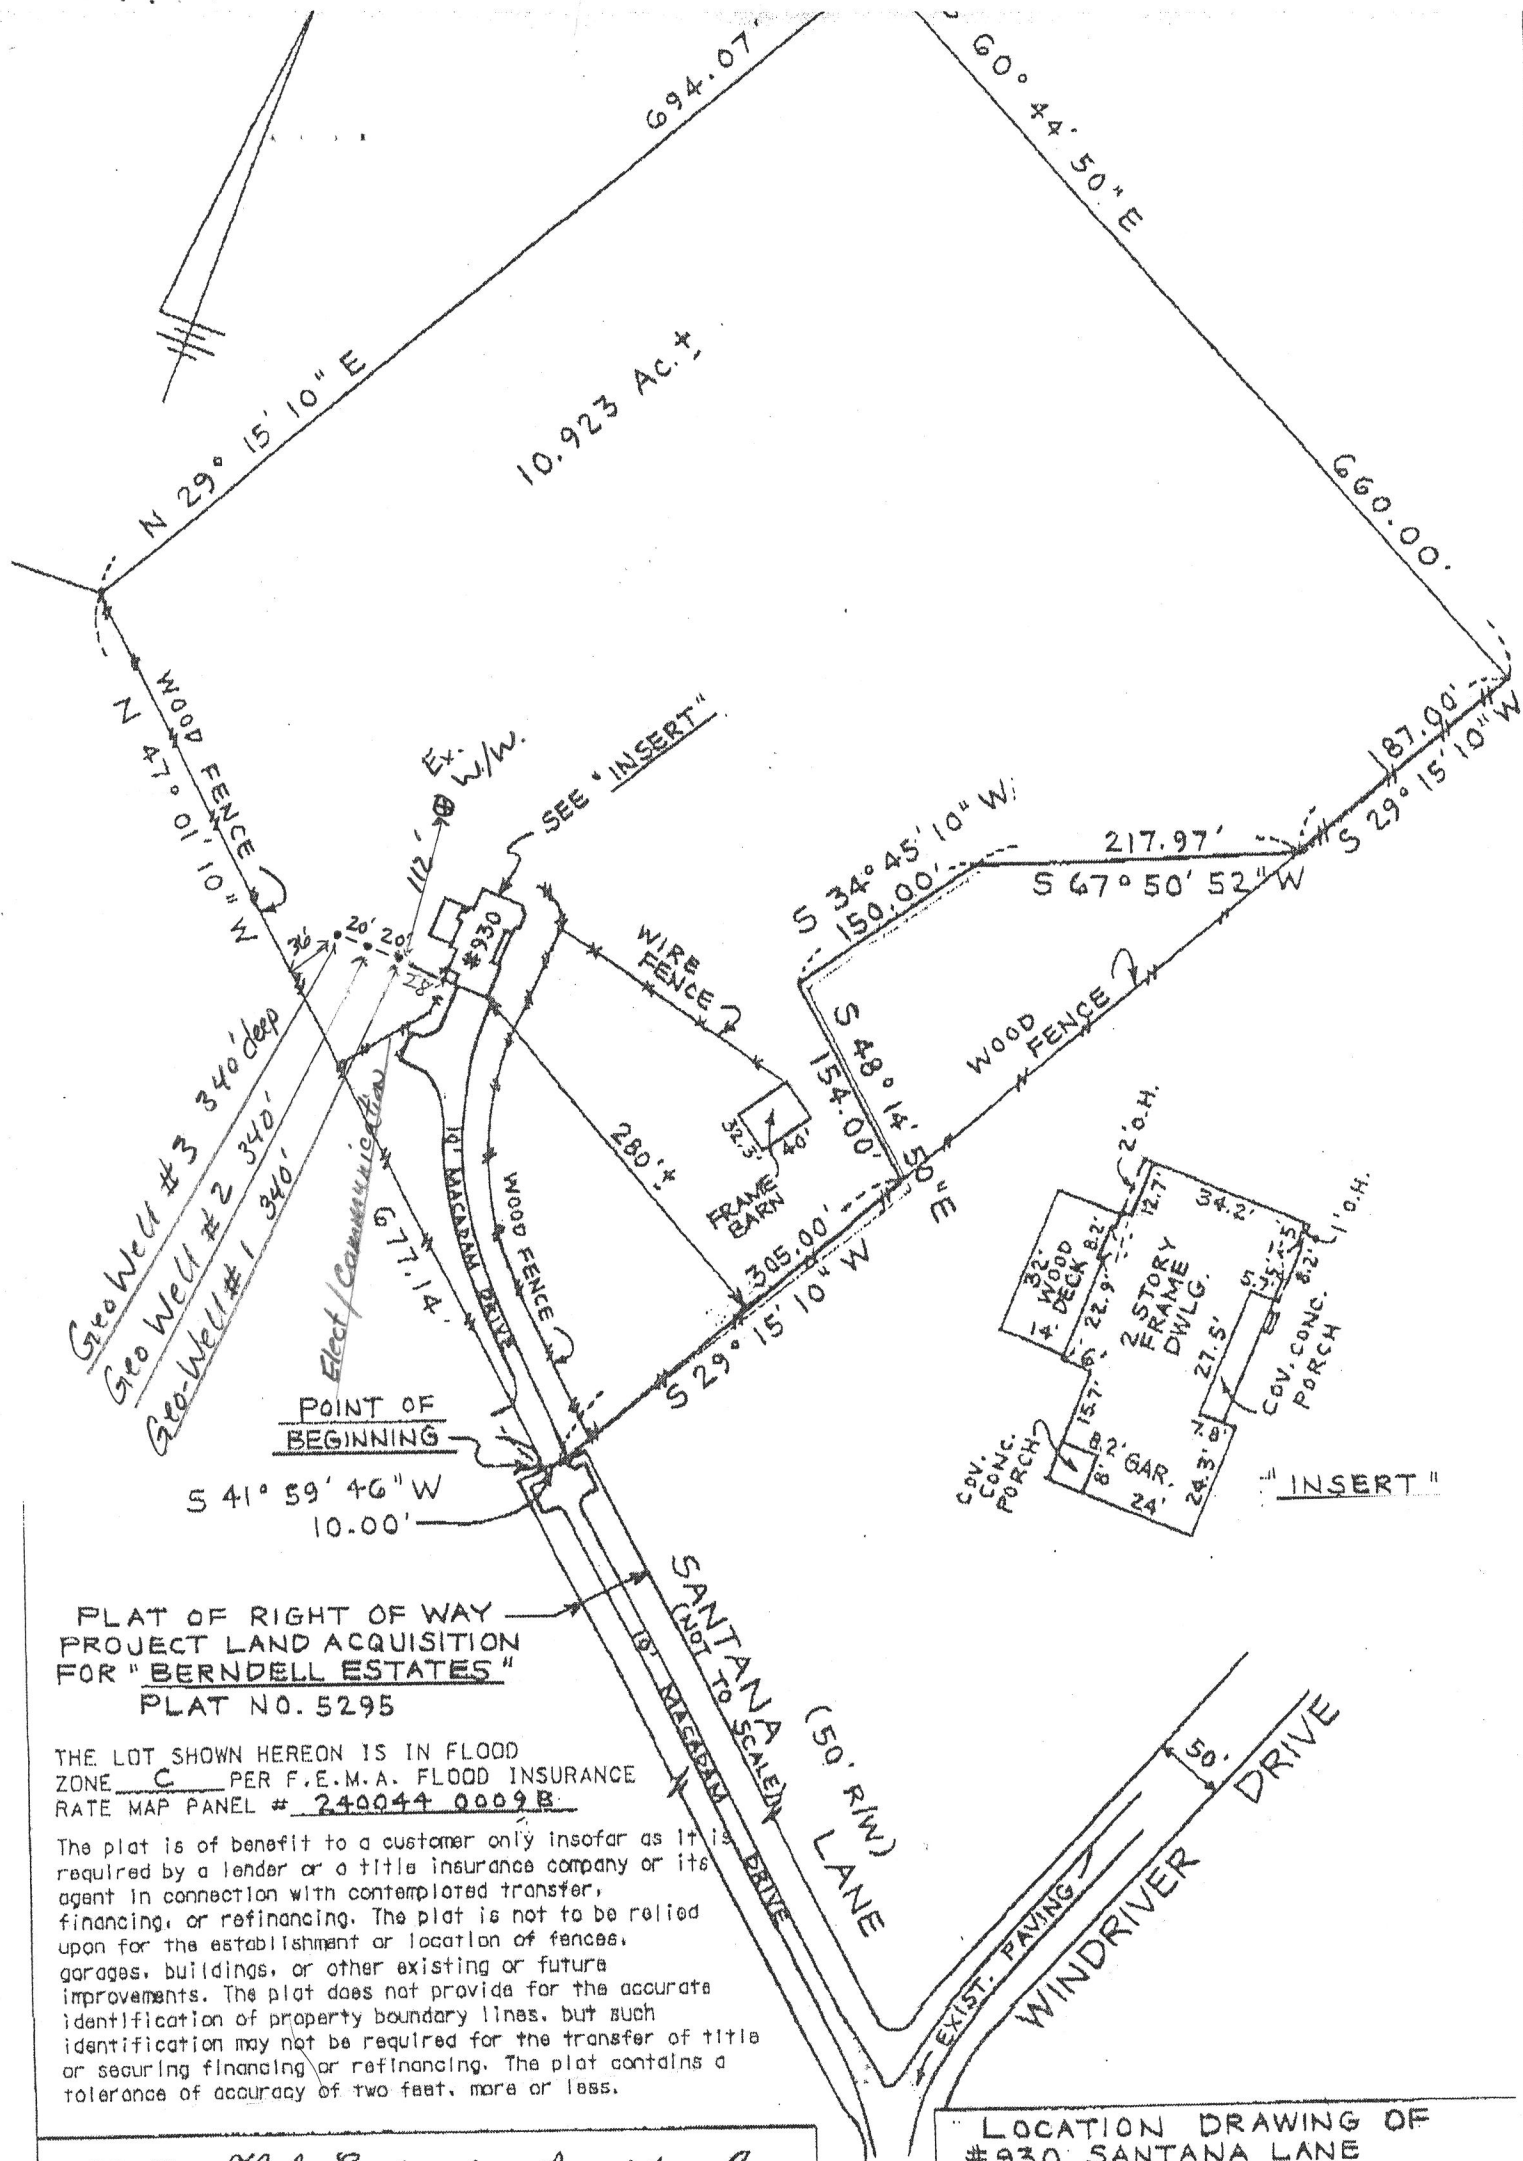 694.07'
60° 44' 50" E
N 29° 15' 10" E
10.923 Ac. ±
660.00'
WOOD FENCE
N 47° 01' 10" W
Ex.
W/W.
112'
SEE "INSERT"
187.00'
S 29° 15' 10" W
217.97'
S 67° 50' 52" W
S 34° 45' 10" W
150.00'
36'
20'
20'
28'
#930
WIRE
FENCE
S 48° 14' 50" E
154.00'
WOOD
FENCE
Geo Well #3 340' deep
Geo Well #2 340'
Geo-Well #1 340'
Elect/Communication
677.14'
10' MACADAM DRIVE
WOOD FENCE
280'±
32.3'
40'
FRAME
BARN
305.00'
S 29° 15' 10" W
2' O.H.
12.7'
34.2'
1' O.H.
32'
WOOD
DECK
14'
8.2'
22.9'
6'
2 STORY
FRAME
DWLG.
5'
8.2'
27.5'
COV. CONC.
PORCH
15.7'
COV.
CONC.
PORCH
8.2'
8'
GAR.
24'
24.3'
"INSERT"
POINT OF
BEGINNING
S 41° 59' 46" W
10.00'
PLAT OF RIGHT OF WAY
PROJECT LAND ACQUISITION
FOR "BERNDELL ESTATES"
PLAT NO. 5295
SANTANA LANE
(NOT TO SCALE)
(50' R/W)
10' MACADAM DRIVE
50'
EXIST. PAVING
WINDRIVER DRIVE
THE LOT SHOWN HEREON IS IN FLOOD
ZONE C PER F.E.M.A. FLOOD INSURANCE
RATE MAP PANEL # 240044 0009B
The plat is of benefit to a customer only insofar as it is
required by a lender or a title insurance company or its
agent in connection with contemplated transfer,
financing, or refinancing. The plat is not to be relied
upon for the establishment or location of fences,
garages, buildings, or other existing or future
improvements. The plat does not provide for the accurate
identification of property boundary lines, but such
identification may not be required for the transfer of title
or securing financing or refinancing. The plat contains a
tolerance of accuracy of two feet, more or less.
LOCATION DRAWING OF
#930 SANTANA LANE